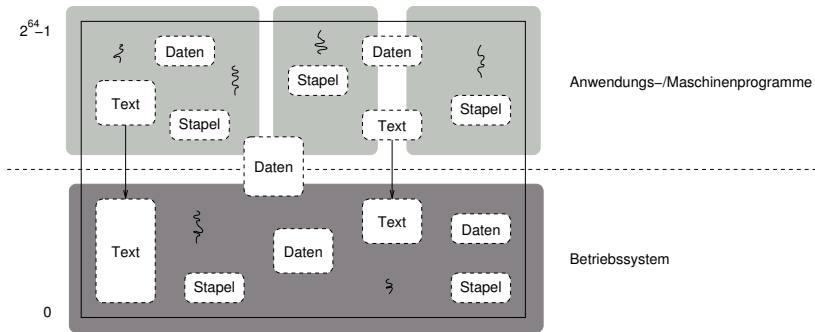 2^64−1
Daten
Daten
Stapel
Anwendungs−/Maschinenprogramme
Text
Stapel
Stapel
Text
Daten
Text
Daten
Text
Daten
Betriebssystem
Stapel
Stapel
0